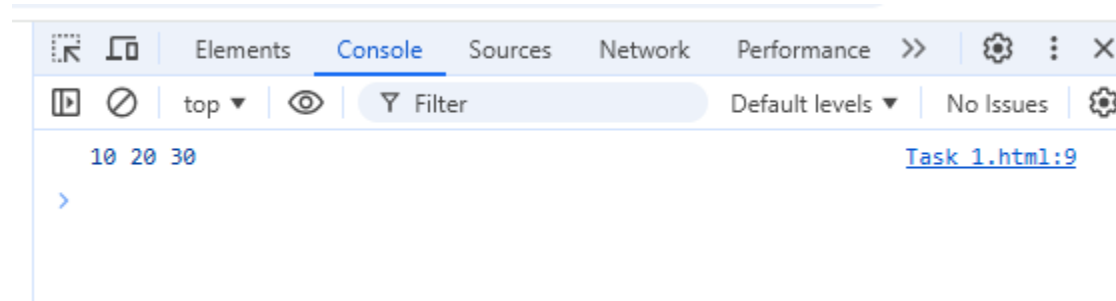 Elements Console Sources Network Performance
top Filter Default levels No Issues
10 20 30 Task 1.html:9